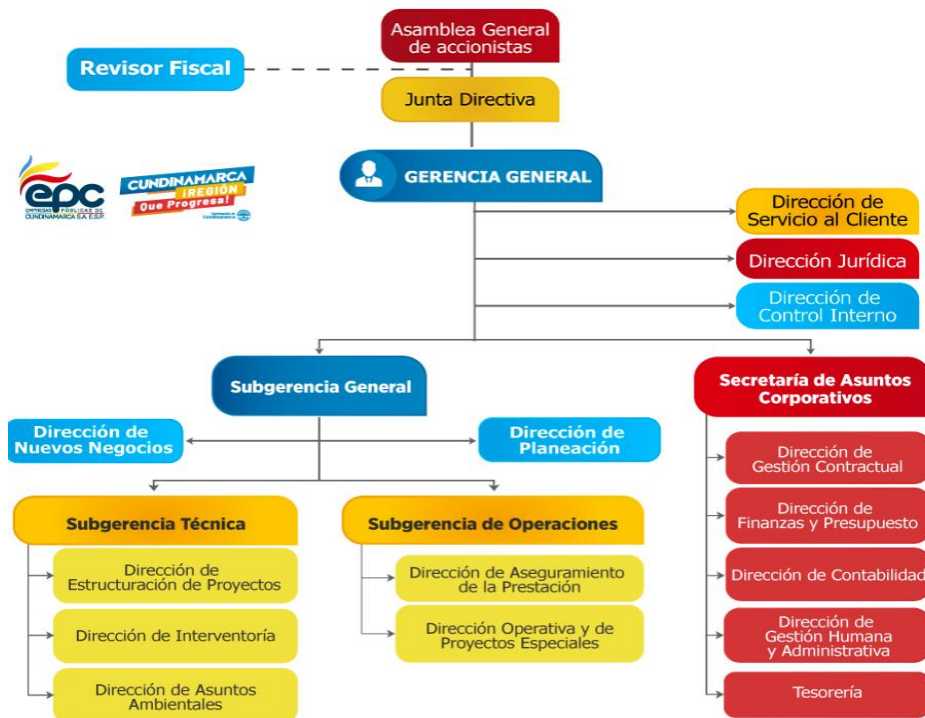 Asamblea General
de accionistas
Revisor Fiscal
Junta Directiva
GERENCIA GENERAL
epc
EMPRESAS PÚBLICAS DE
CUNDINAMARCA S.A. E.S.P.
CUNDINAMARCA
¡REGIÓN
Que Progresa!
Dirección de
Servicio al Cliente
Dirección Jurídica
Dirección de
Control Interno
Subgerencia General
Secretaría de Asuntos
Corporativos
Dirección de
Nuevos Negocios
Dirección de
Planeación
Dirección de
Gestión Contractual
Dirección de
Finanzas y Presupuesto
Dirección de Contabilidad
Dirección de
Gestión Humana
y Administrativa
Tesorería
Subgerencia Técnica
Dirección de
Estructuración de Proyectos
Dirección de Interventoría
Dirección de Asuntos
Ambientales
Subgerencia de Operaciones
Dirección de Aseguramiento
de la Prestación
Dirección Operativa y de
Proyectos Especiales